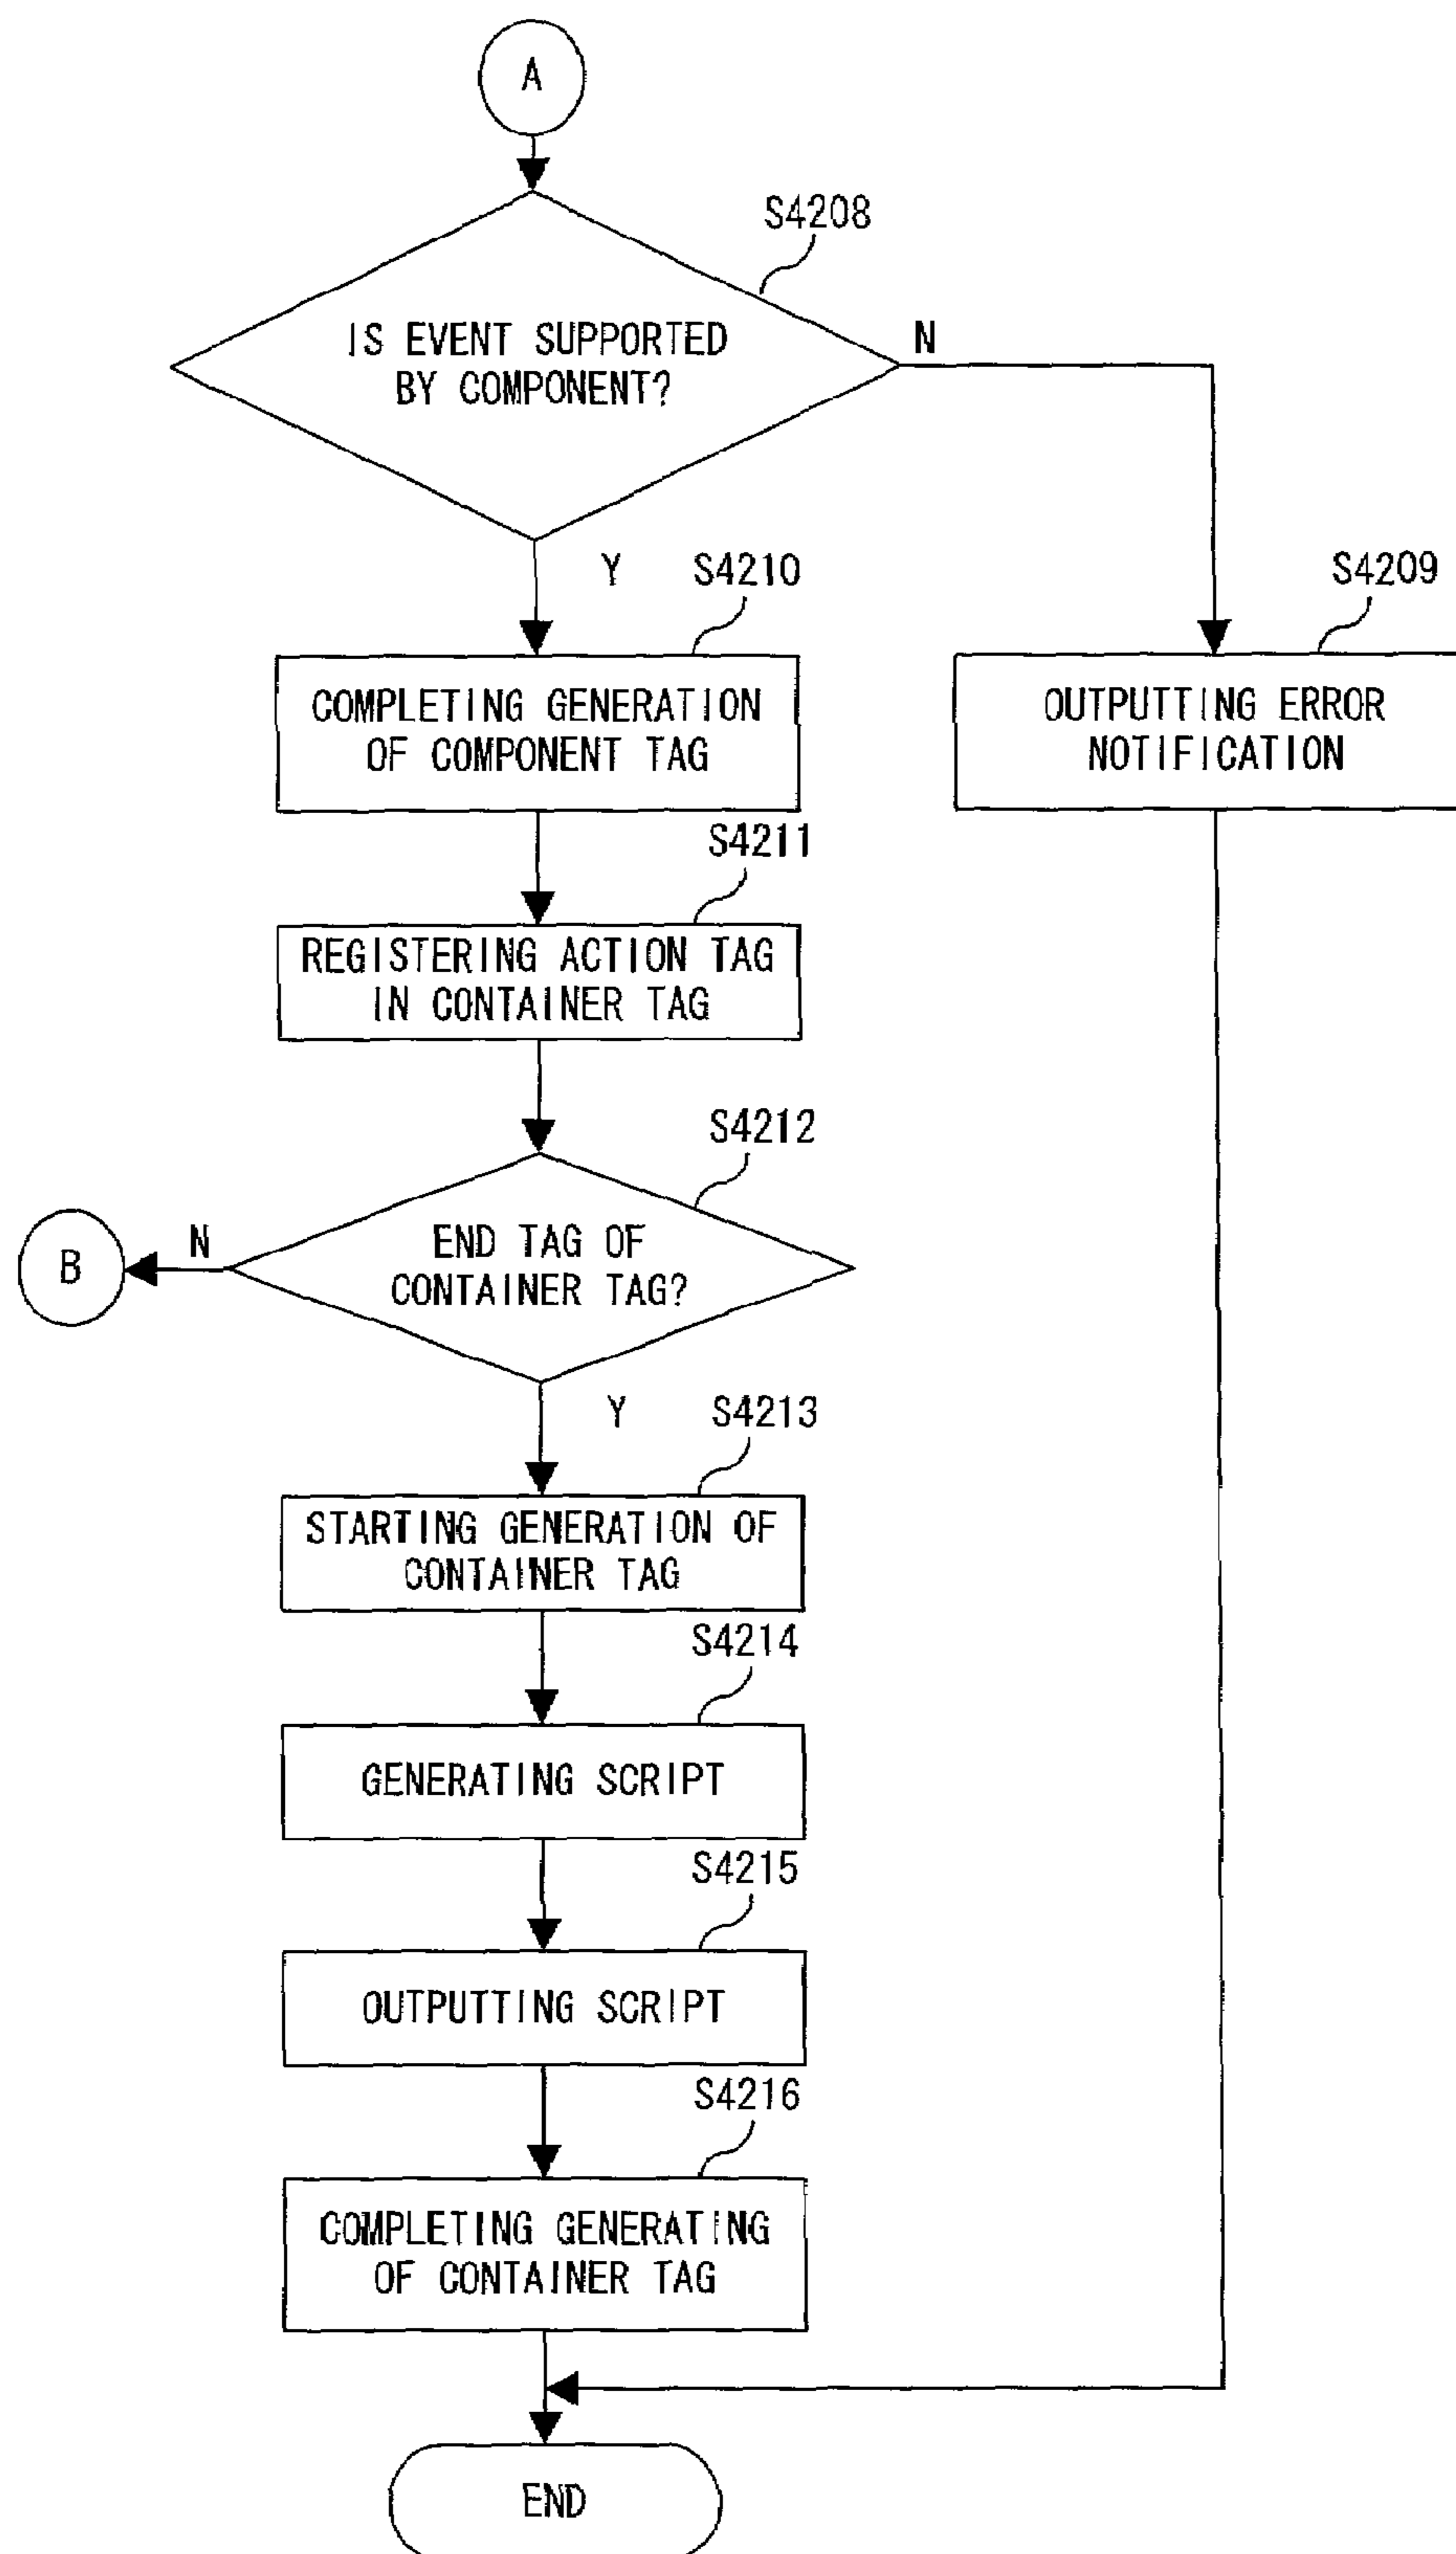 A
S4208
IS EVENT SUPPORTED
BY COMPONENT?
N
Y
S4210
S4209
COMPLETING GENERATION
OF COMPONENT TAG
OUTPUTTING ERROR
NOTIFICATION
S4211
REGISTERING ACTION TAG
IN CONTAINER TAG
S4212
B
N
END TAG OF
CONTAINER TAG?
Y
S4213
STARTING GENERATION OF
CONTAINER TAG
S4214
GENERATING SCRIPT
S4215
OUTPUTTING SCRIPT
S4216
COMPLETING GENERATING
OF CONTAINER TAG
END